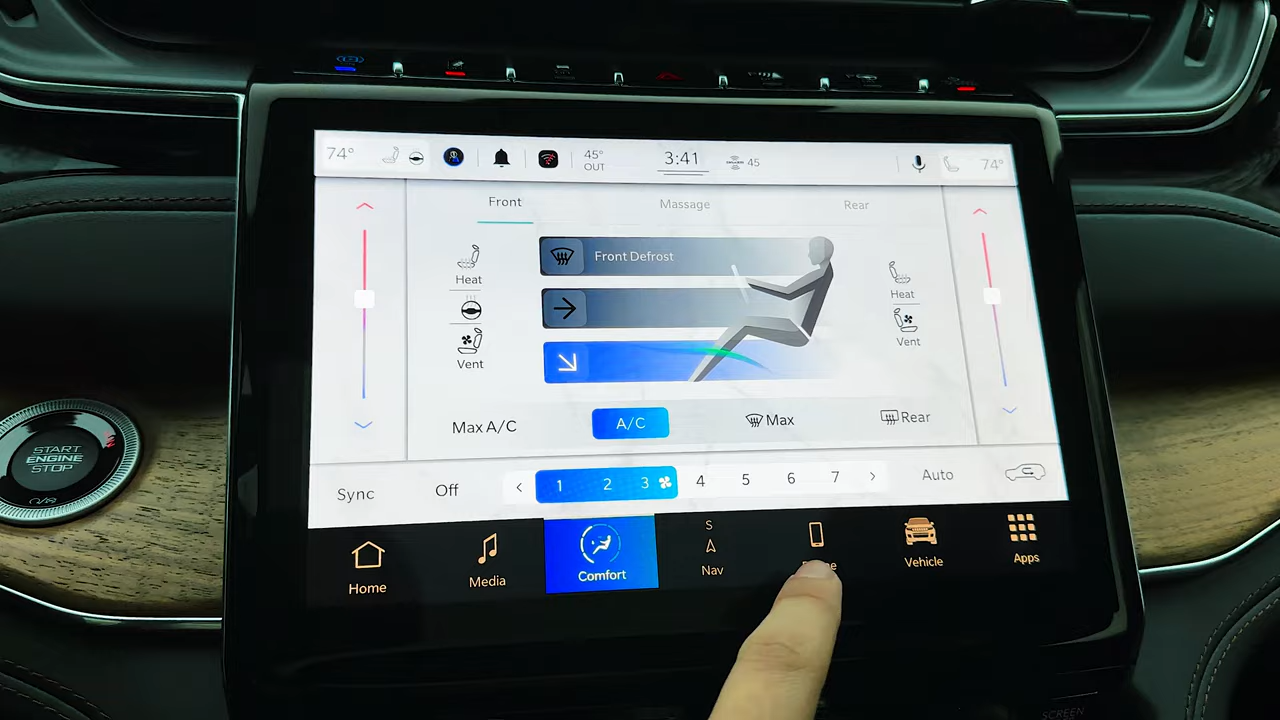 74° 45° OUT 3:41 45 74°
Front Massage Rear
Heat
Vent
Front Defrost
Heat
Vent
Max A/C A/C Max Rear
Sync Off < 1 2 3 4 5 6 7 > Auto
Home Media Comfort S Nav Vehicle Apps
START
ENGINE
STOP
SCREEN